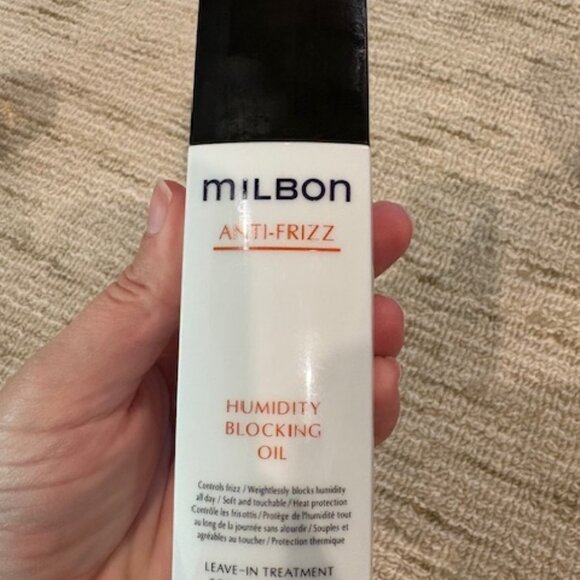 mILBON
ANTI-FRIZZ
HUMIDITY
BLOCKING
OIL
Controls frizz / Weightlessly blocks humidity
all day / Soft and touchable / Heat protection
Contrôle les frisottis / Protège de l'humidité tout
au long de la journée sans alourdir / Souples et
agréables au toucher / Protection thermique
LEAVE-IN TREATMENT